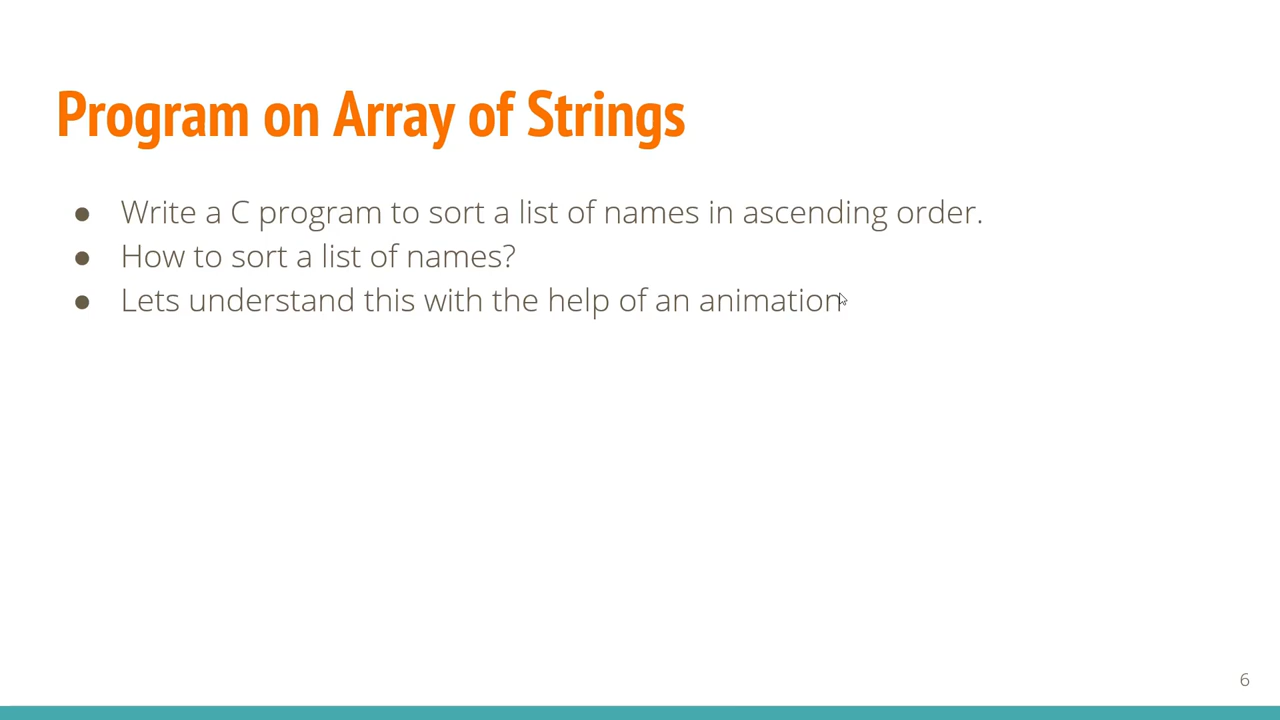 Program on Array of Strings
● Write a C program to sort a list of names in ascending order.
● How to sort a list of names?
● Lets understand this with the help of an animation
6